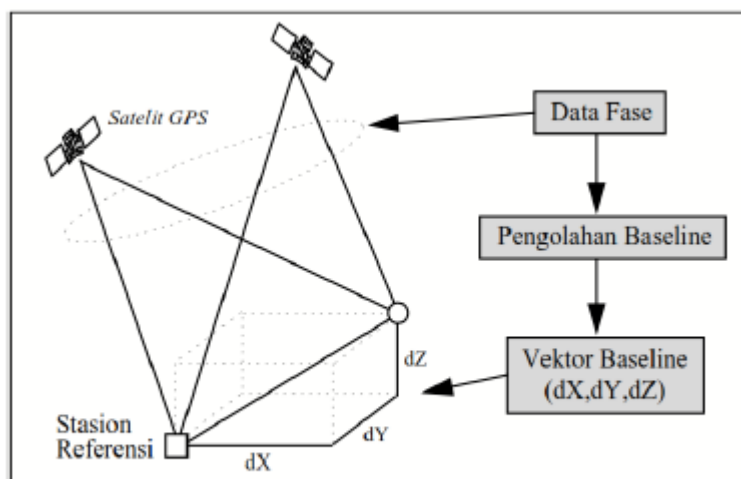 Satelit GPS
Data Fase
Pengolahan Baseline
Vektor Baseline
(dX,dY,dZ)
dZ
dY
dX
Stasion
Referensi